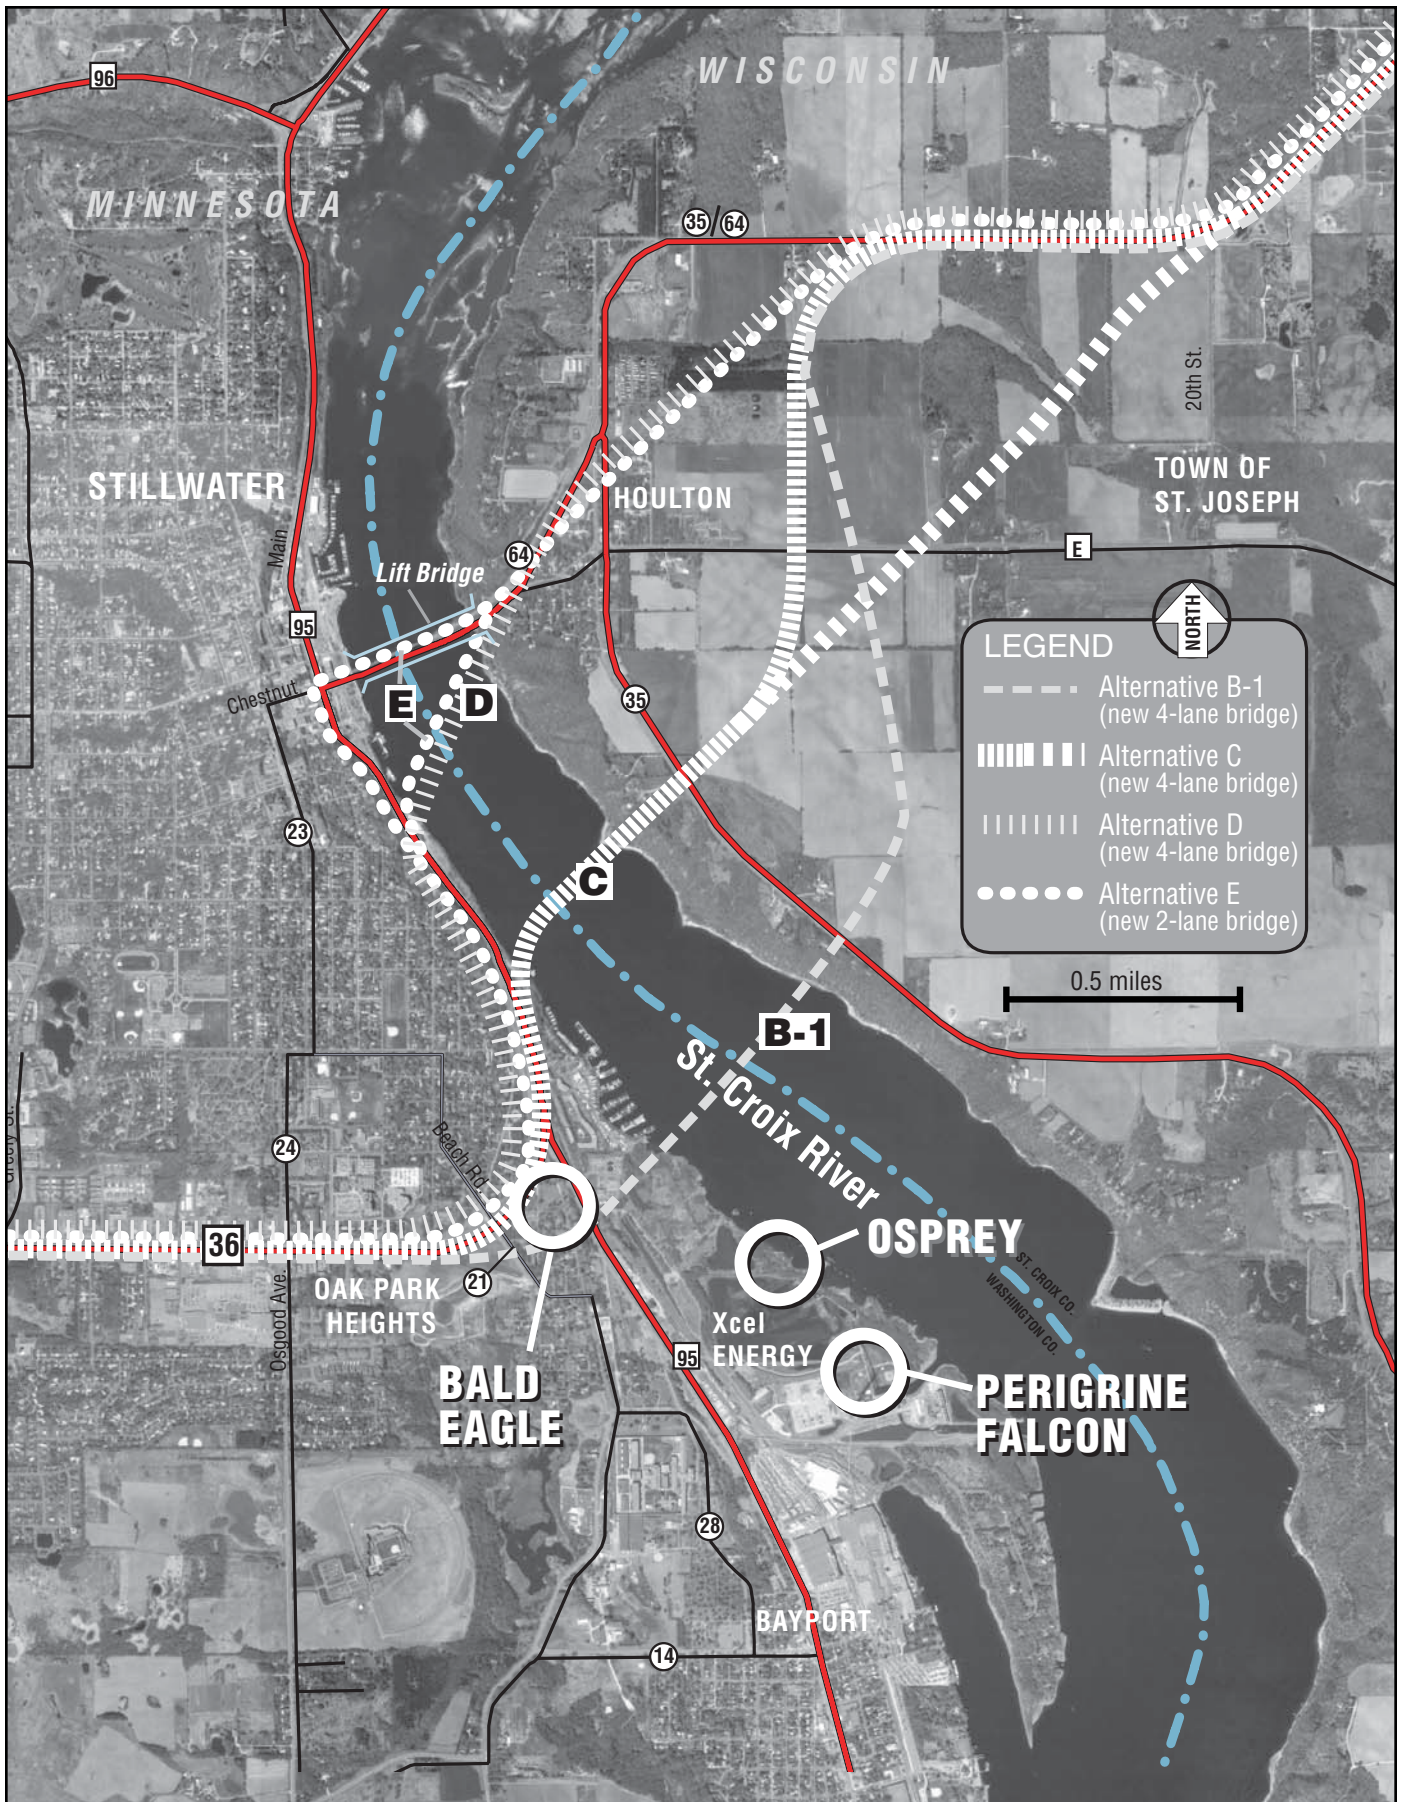 WISCONSIN
96
MINNESOTA
35/64
20th St.
STILLWATER
HOULTON
TOWN OF
ST. JOSEPH
Main
64
E
Lift Bridge
95
NORTH
LEGEND
Alternative B-1
(new 4-lane bridge)
Alternative C
(new 4-lane bridge)
Alternative D
(new 4-lane bridge)
Alternative E
(new 2-lane bridge)
Chestnut
E
D
35
23
C
0.5 miles
B-1
St. Croix River
24
Beach Rd.
36
OSPREY
ST. CROIX CO.
WASHINGTON CO.
21
OAK PARK
HEIGHTS
Osgood Ave.
Xcel
ENERGY
95
BALD
EAGLE
PERIGRINE
FALCON
28
BAYPORT
14